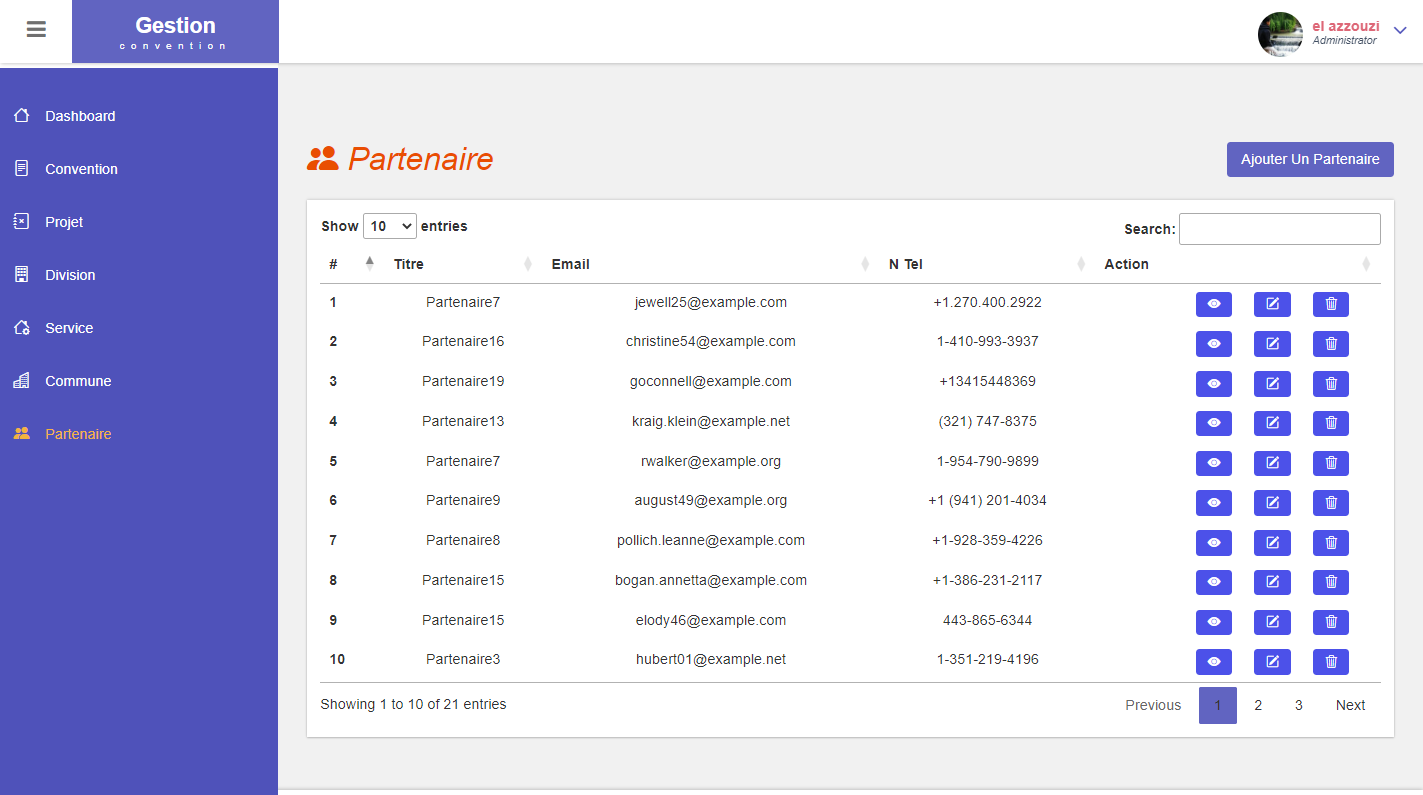 Gestion
convention
el azzouzi
Administrator
Dashboard
Convention
Projet
Division
Service
Commune
Partenaire
Partenaire
Ajouter Un Partenaire
Show 10 entries
Search:
# Titre Email N Tel Action
1 Partenaire7 jewell25@example.com +1.270.400.2922
2 Partenaire16 christine54@example.com 1-410-993-3937
3 Partenaire19 goconnell@example.com +13415448369
4 Partenaire13 kraig.klein@example.net (321) 747-8375
5 Partenaire7 rwalker@example.org 1-954-790-9899
6 Partenaire9 august49@example.org +1 (941) 201-4034
7 Partenaire8 pollich.leanne@example.com +1-928-359-4226
8 Partenaire15 bogan.annetta@example.com +1-386-231-2117
9 Partenaire15 elody46@example.com 443-865-6344
10 Partenaire3 hubert01@example.net 1-351-219-4196
Showing 1 to 10 of 21 entries
Previous 1 2 3 Next